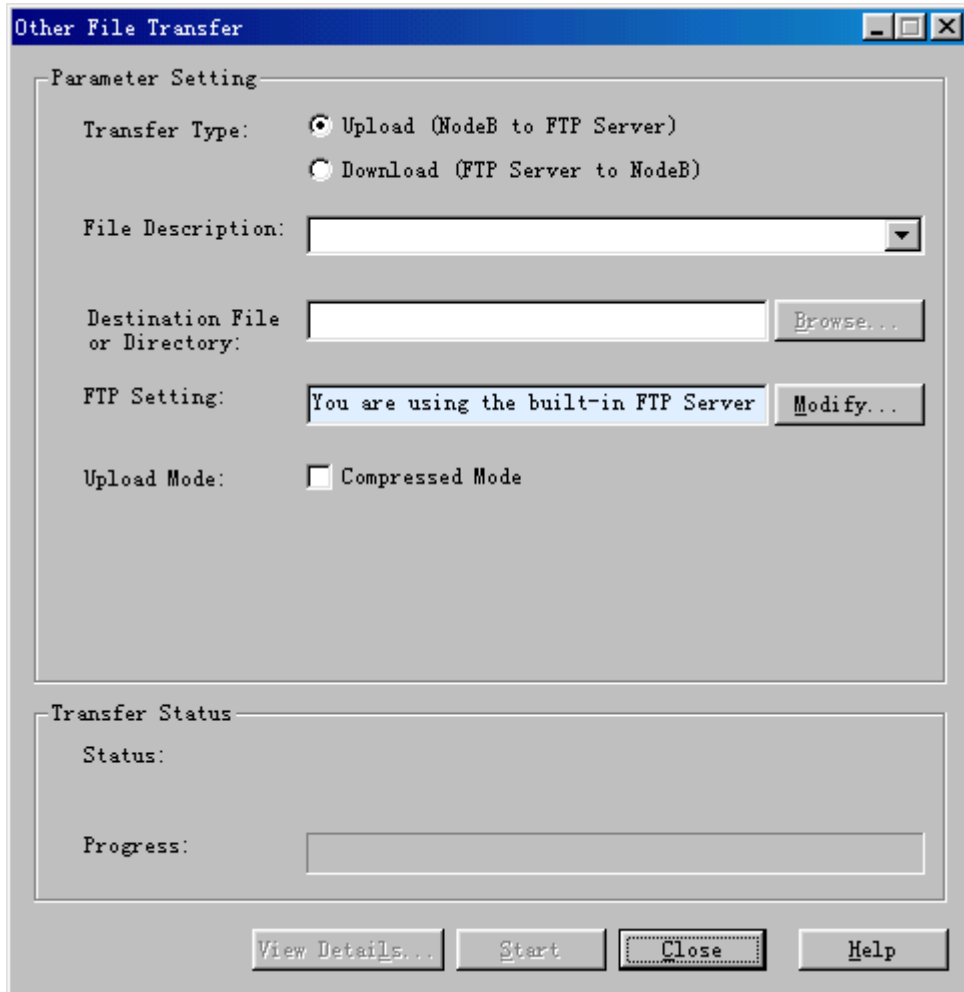 Other File Transfer
Parameter Setting
Transfer Type:
Upload (NodeB to FTP Server)
Download (FTP Server to NodeB)
File Description:
Destination File
or Directory:
Browse...
FTP Setting:
You are using the built-in FTP Server
Modify...
Upload Mode:
Compressed Mode
Transfer Status
Status:
Progress:
View Details...
Start
Close
Help